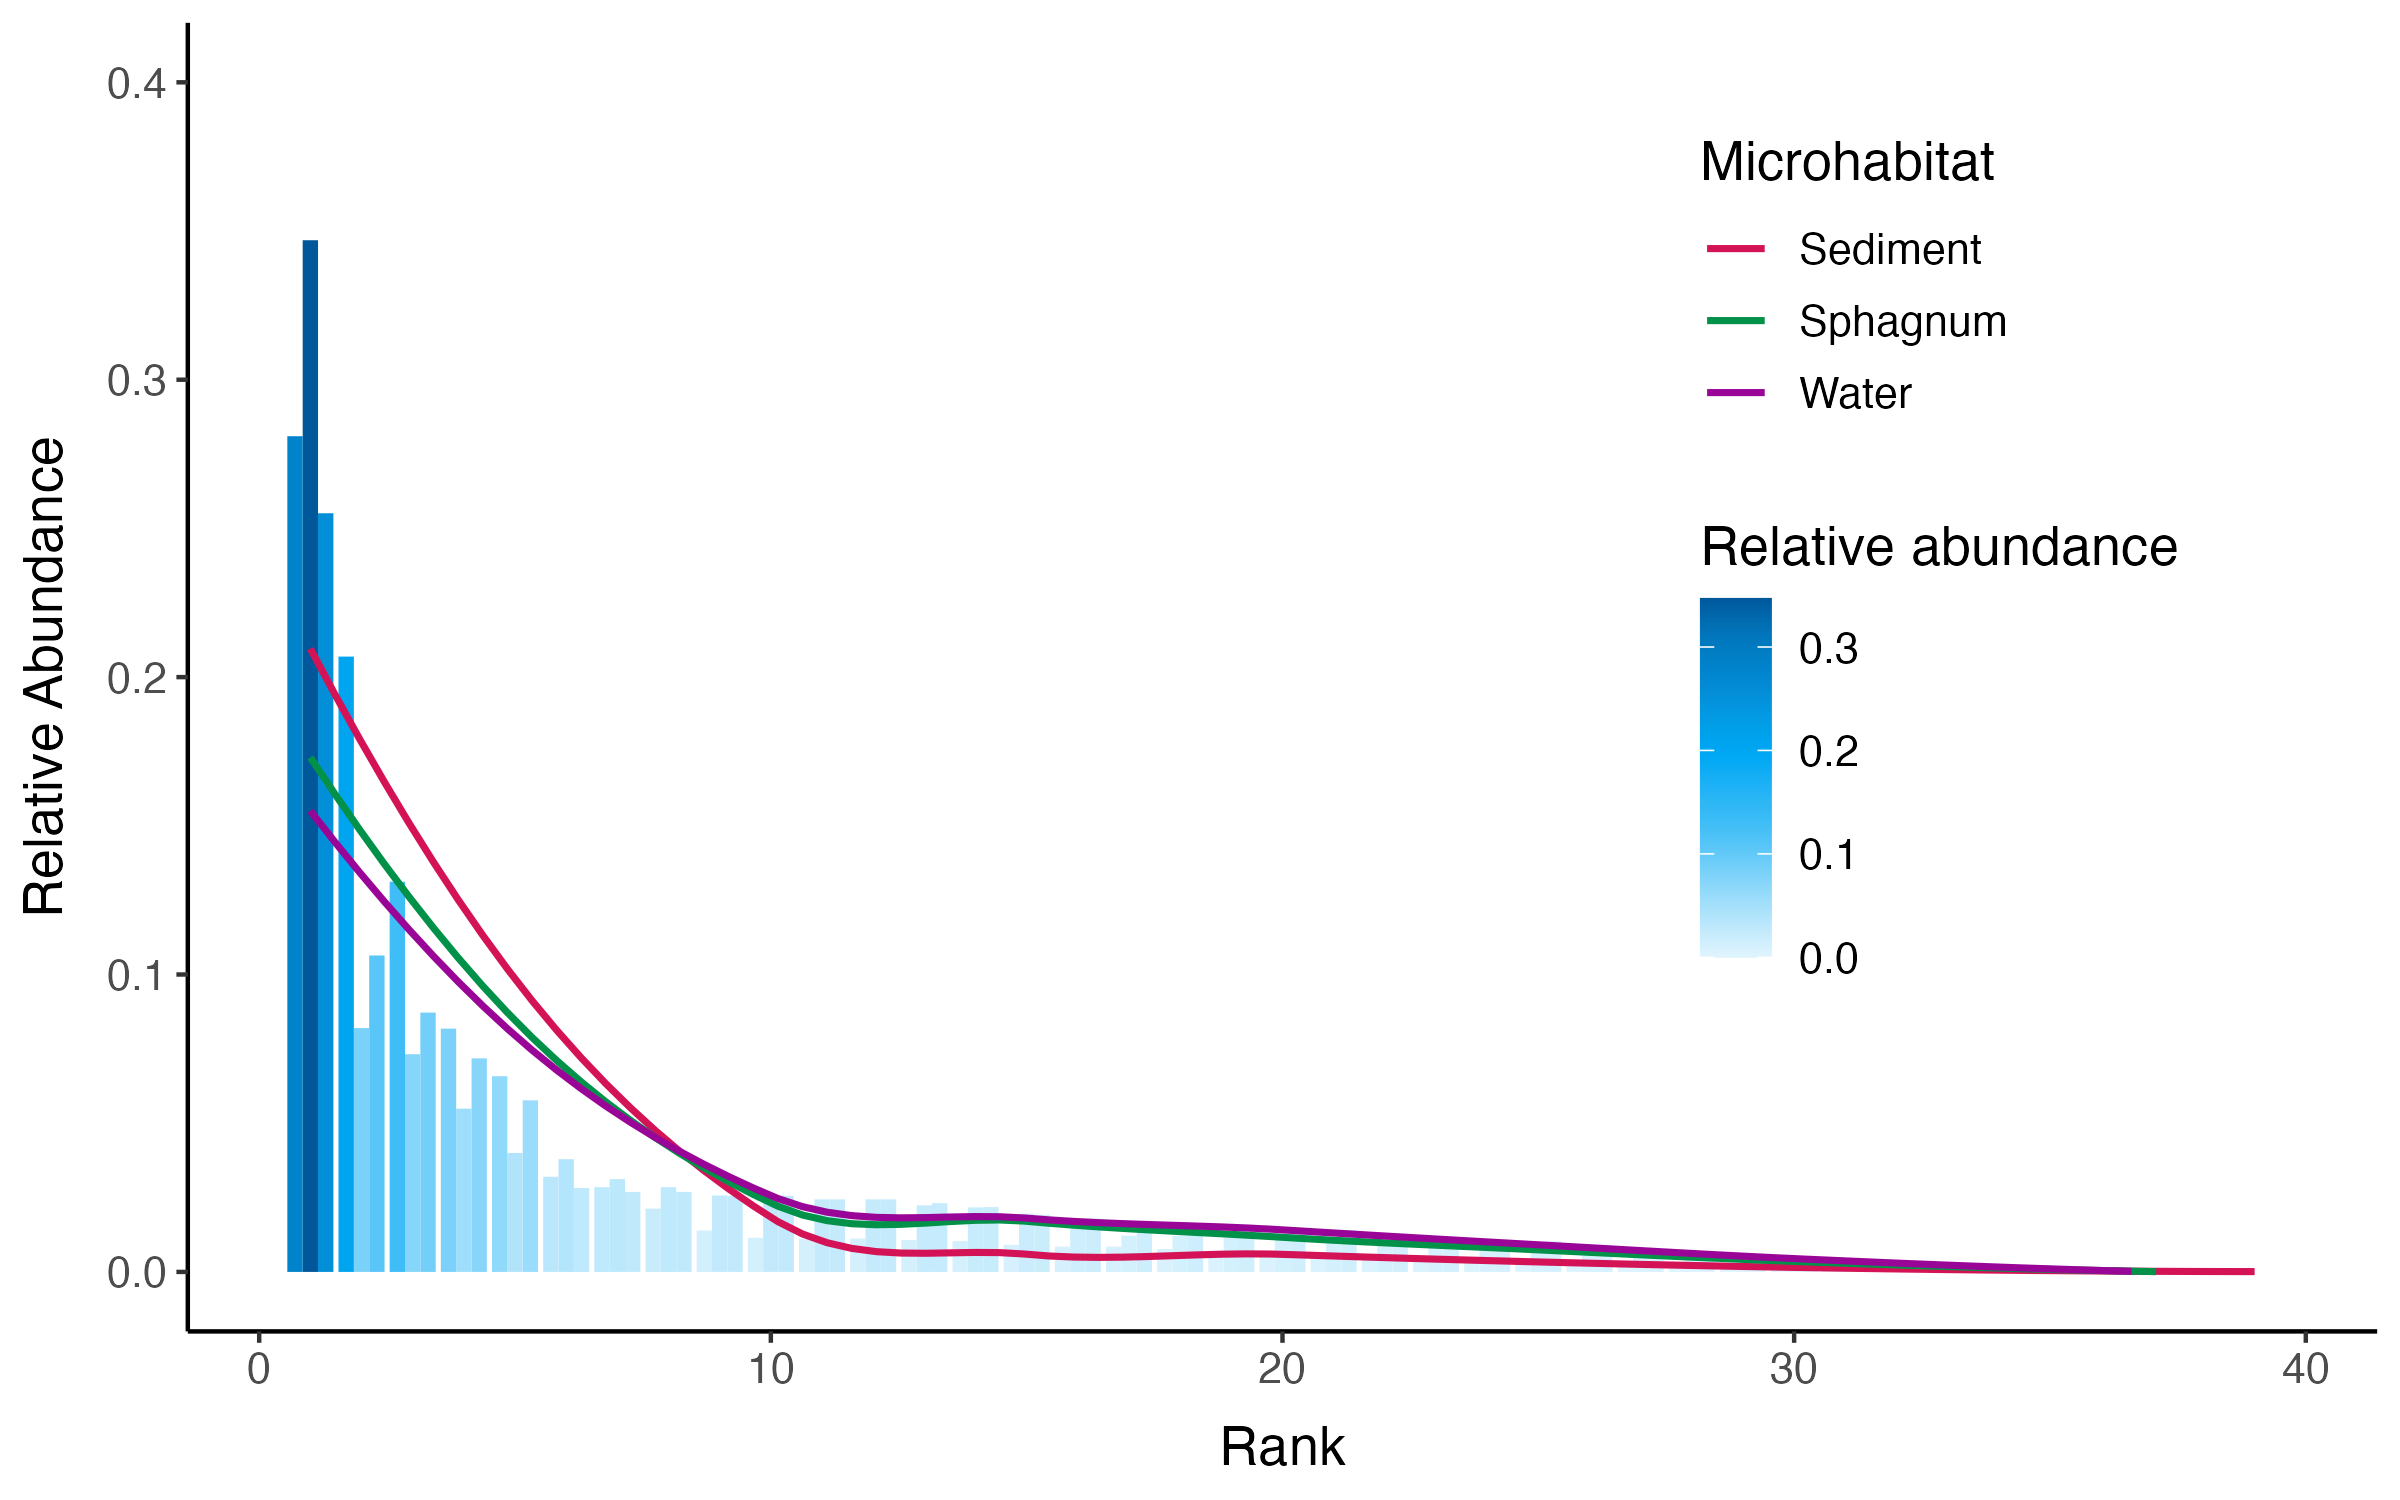 Relative Abundance
0.4
0.3
0.2
0.1
0.0
0
10
20
30
40
Rank
Microhabitat
Sediment
Sphagnum
Water
Relative abundance
0.3
0.2
0.1
0.0